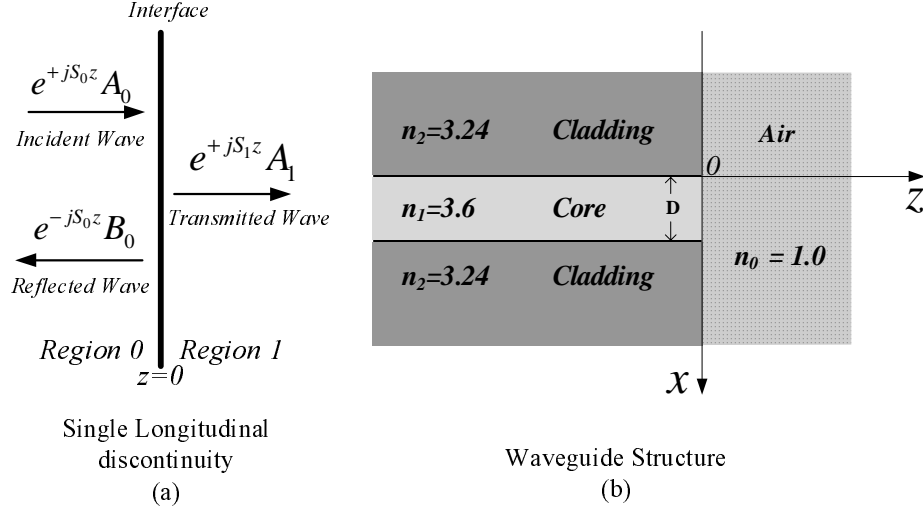 Interface
e^{+jS_0z}A_0
Incident Wave
e^{+jS_1z}A_1
Transmitted Wave
e^{-jS_0z}B_0
Reflected Wave
Region 0 Region 1
z=0
Single Longitudinal
discontinuity
(a)
n_2=3.24 Cladding
Air
0
z
n_1=3.6 Core
D
n_2=3.24 Cladding
n_0 = 1.0
x
Waveguide Structure
(b)